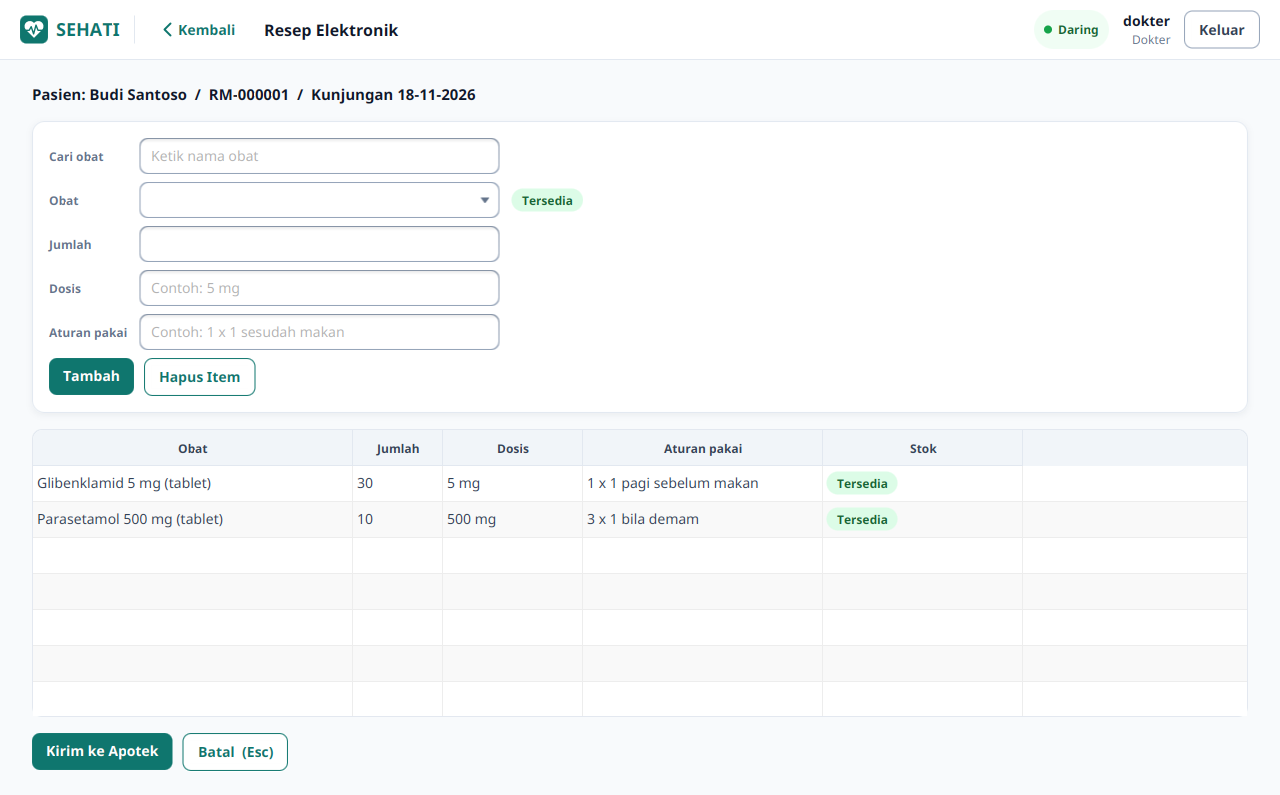 SEHATI
Kembali
Resep Elektronik
Daring
dokter
Dokter
Keluar
Pasien: Budi Santoso / RM-000001 / Kunjungan 18-11-2026
Cari obat
Ketik nama obat
Obat
Tersedia
Jumlah
Dosis
Contoh: 5 mg
Aturan pakai
Contoh: 1 x 1 sesudah makan
Tambah
Hapus Item
Obat Jumlah Dosis Aturan pakai Stok
Glibenklamid 5 mg (tablet) 30 5 mg 1 x 1 pagi sebelum makan Tersedia
Parasetamol 500 mg (tablet) 10 500 mg 3 x 1 bila demam Tersedia
Kirim ke Apotek
Batal (Esc)